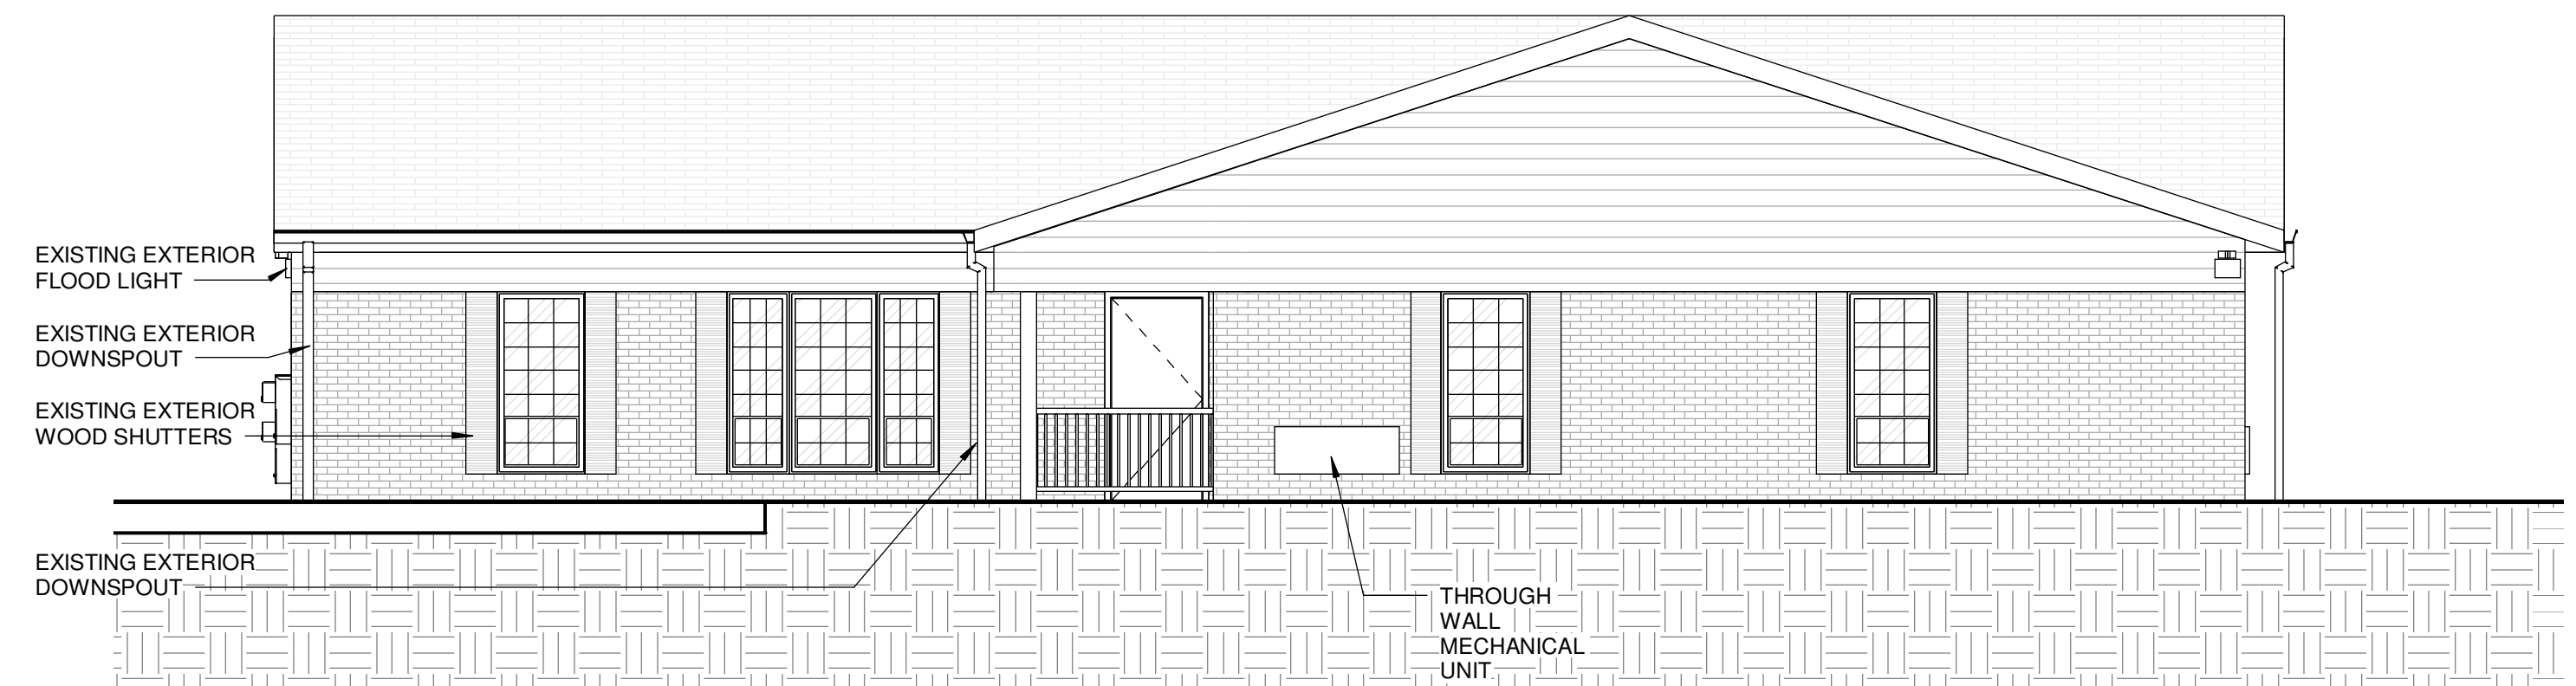 EXISTING EXTERIOR
FLOOD LIGHT
EXISTING EXTERIOR
DOWNSPOUT
EXISTING EXTERIOR
WOOD SHUTTERS
EXISTING EXTERIOR
DOWNSPOUT
THROUGH
WALL
MECHANICAL
UNIT